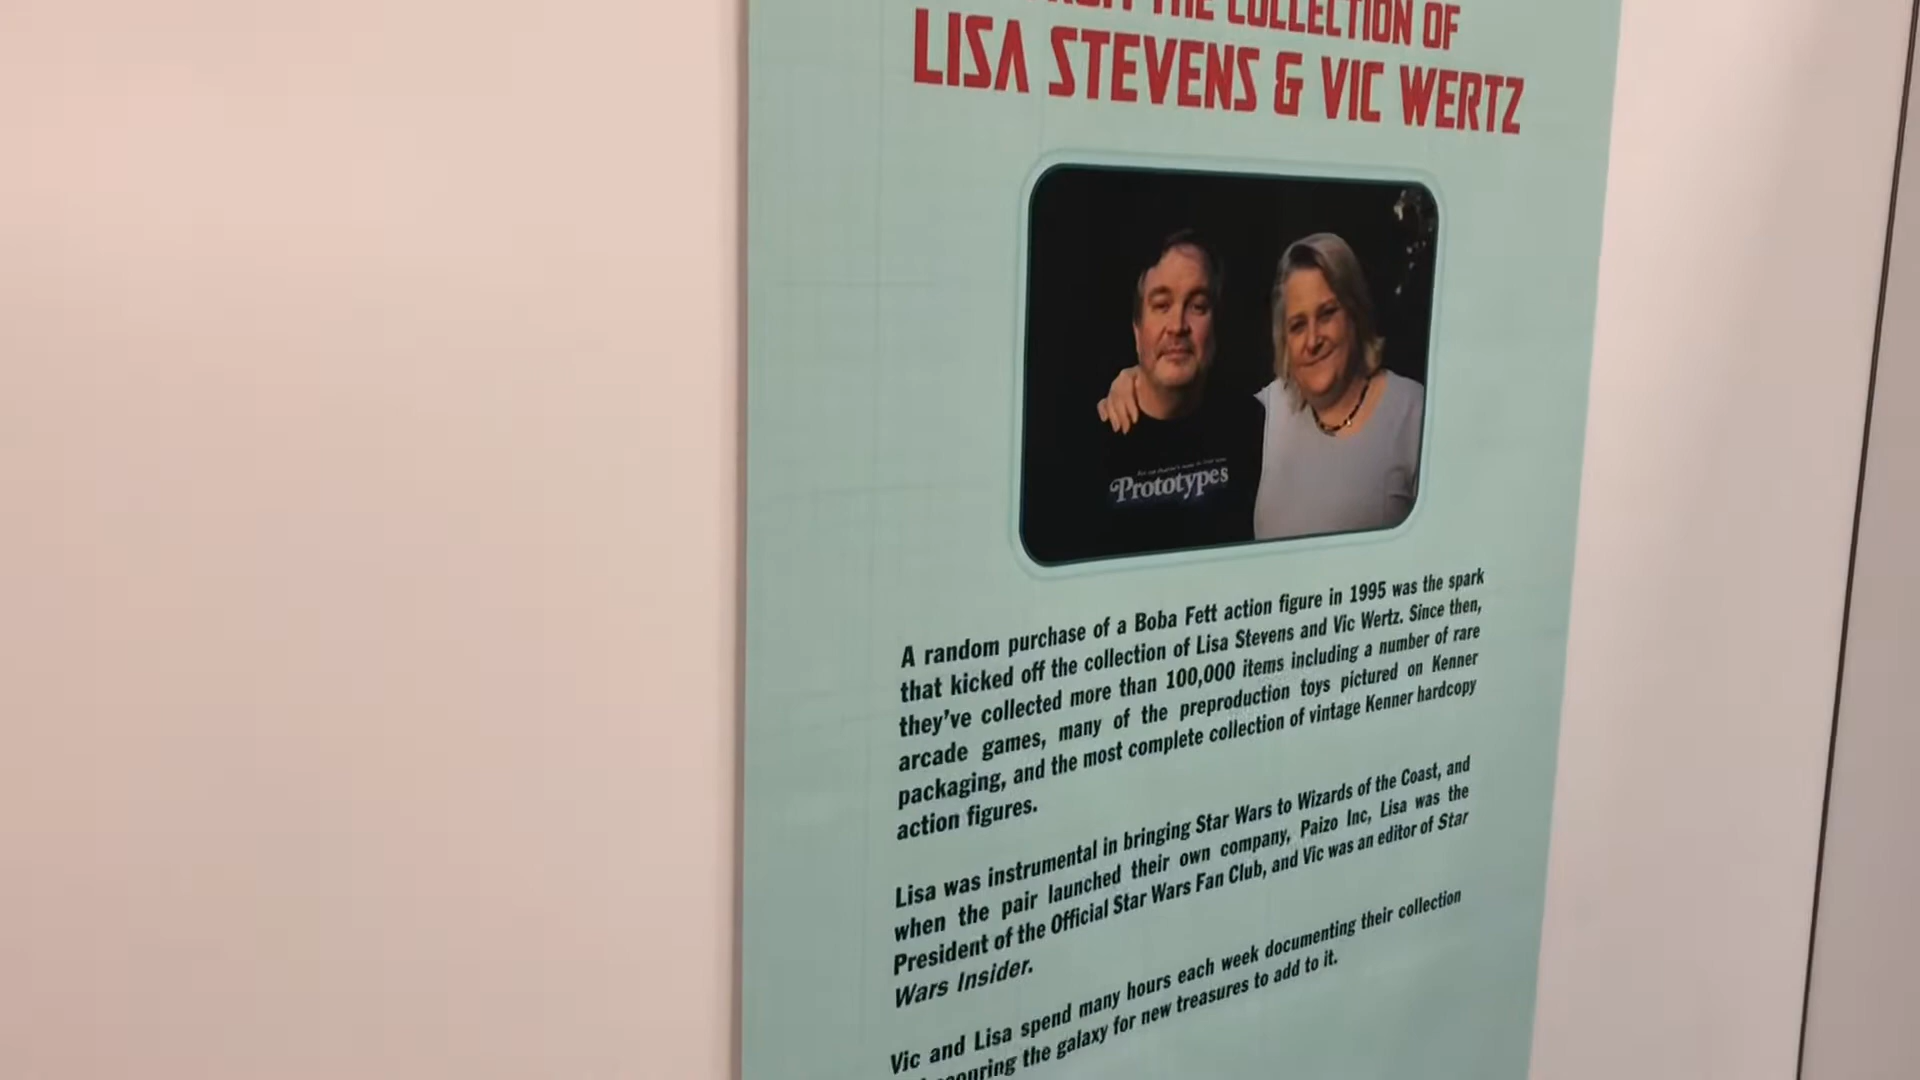 FROM THE COLLECTION OF
LISA STEVENS & VIC WERTZ
Prototypes
A random purchase of a Boba Fett action figure in 1995 was the spark
that kicked off the collection of Lisa Stevens and Vic Wertz. Since then,
they've collected more than 100,000 items including a number of rare
arcade games, many of the preproduction toys pictured on Kenner
packaging, and the most complete collection of vintage Kenner hardcopy
action figures.
Lisa was instrumental in bringing Star Wars to Wizards of the Coast, and
when the pair launched their own company, Paizo Inc, Lisa was the
President of the Official Star Wars Fan Club, and Vic was an editor of Star
Wars Insider.
Vic and Lisa spend many hours each week documenting their collection
the galaxy for new treasures to add to it.